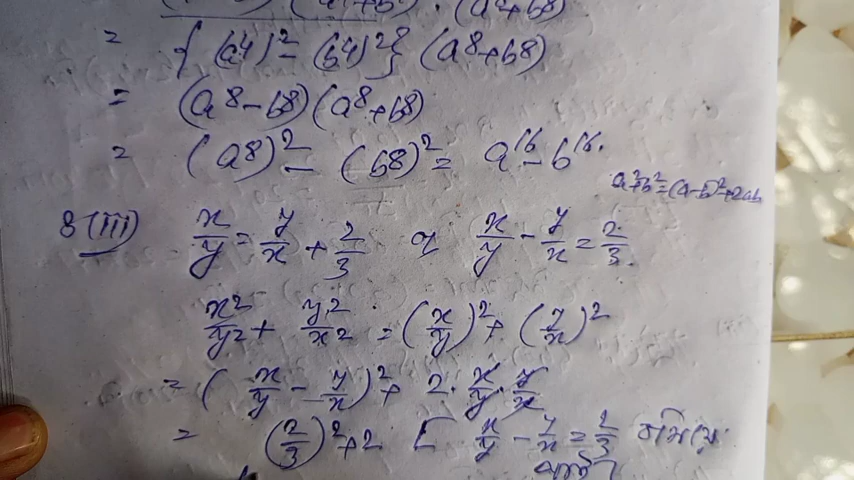 (a⁸+b⁸)
= {(a⁴)² - (b⁴)²} (a⁸+b⁸)
= (a⁸-b⁸)(a⁸+b⁸)
= (a⁸)² - (b⁸)² = a¹⁶-b¹⁶.
a²+b²=(a-b)²+2ab
8(iii) x/y = y/x + 2/3 x/y - y/x = 2/3.
x²/y² + y²/x² = (x/y)² + (y/x)²
= (x/y - y/x)² + 2. x/y . y/x
= (2/3)² + 2 [ x/y - y/x = 2/3